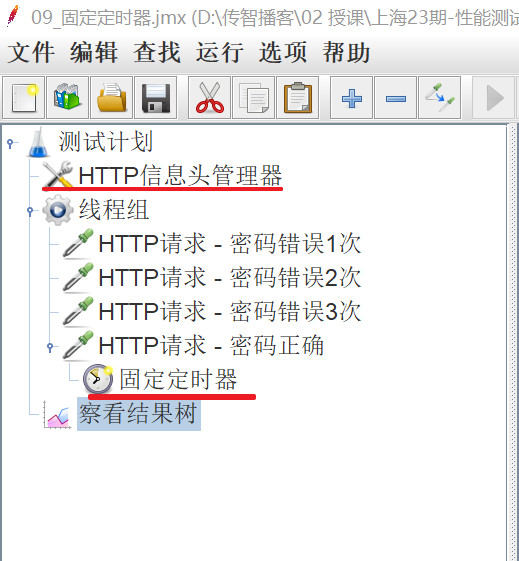 09_固定定时器.jmx (D:\传智播客\02 授课\上海23期-性能测试
文件 编辑 查找 运行 选项 帮助
测试计划
HTTP信息头管理器
线程组
HTTP请求 - 密码错误1次
HTTP请求 - 密码错误2次
HTTP请求 - 密码错误3次
HTTP请求 - 密码正确
固定定时器
察看结果树